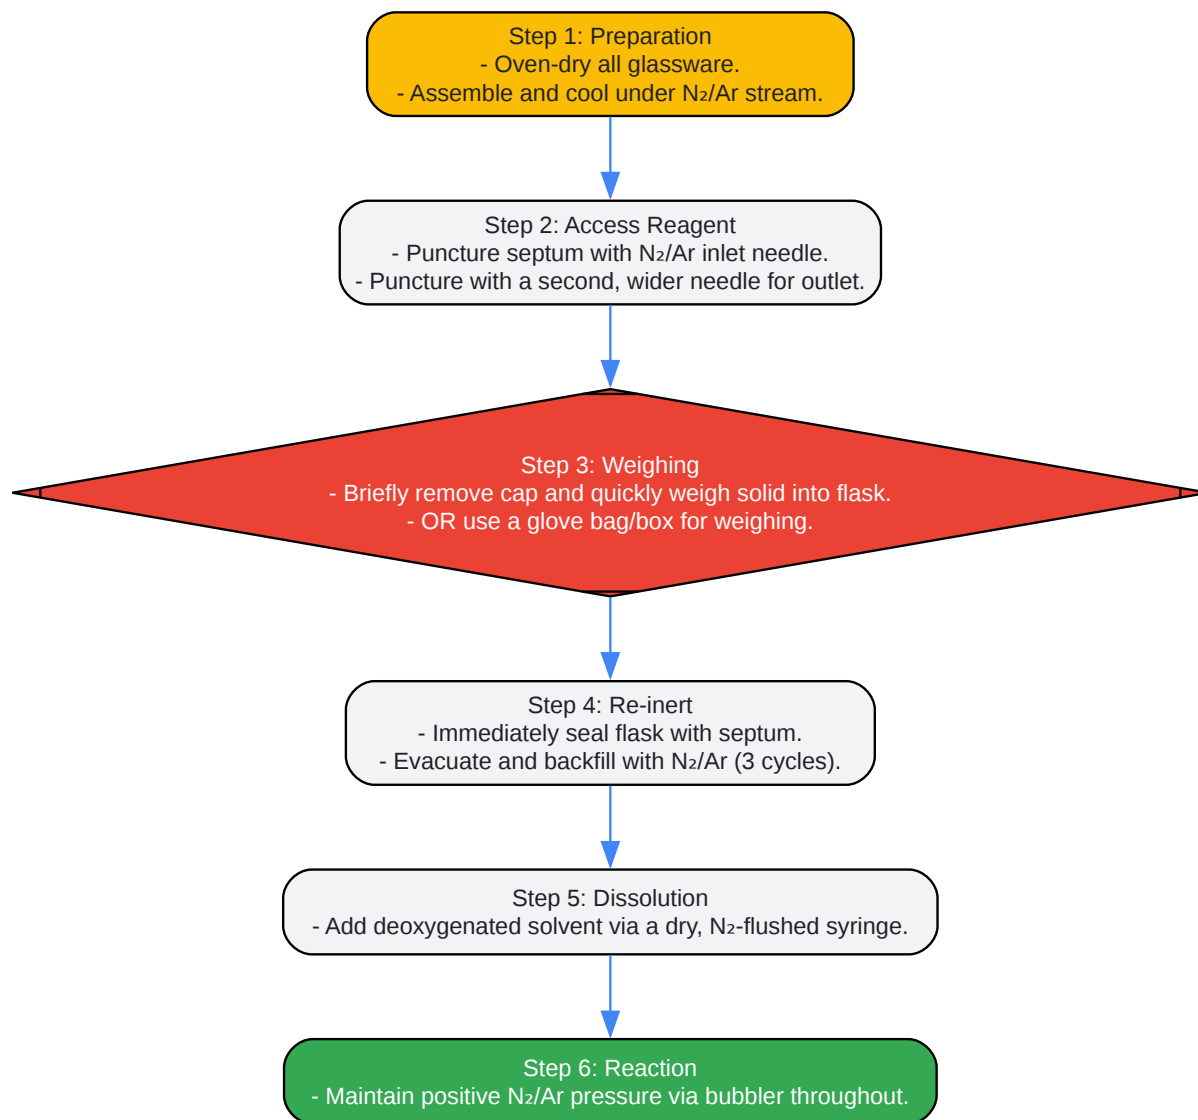 Step 1: Preparation
- Oven-dry all glassware.
- Assemble and cool under N₂/Ar stream.
Step 2: Access Reagent
- Puncture septum with N₂/Ar inlet needle.
- Puncture with a second, wider needle for outlet.
Step 3: Weighing
- Briefly remove cap and quickly weigh solid into flask.
- OR use a glove bag/box for weighing.
Step 4: Re-inert
- Immediately seal flask with septum.
- Evacuate and backfill with N₂/Ar (3 cycles).
Step 5: Dissolution
- Add deoxygenated solvent via a dry, N₂-flushed syringe.
Step 6: Reaction
- Maintain positive N₂/Ar pressure via bubbler throughout.